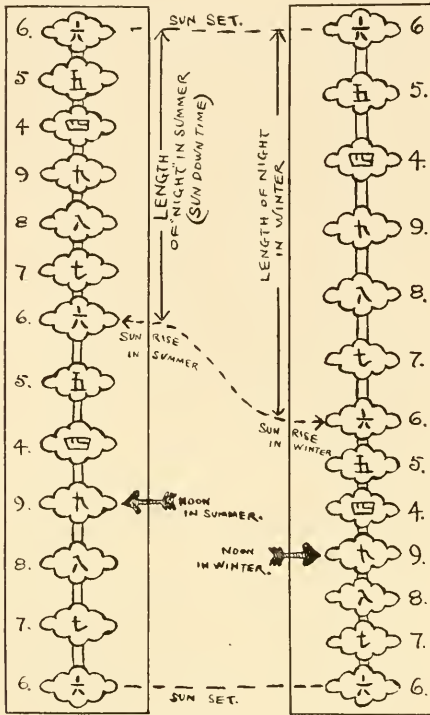 SUN SET.
6. 六
5 五
4 四
9 九
8 八
7 七
6. 六
5. 五
4. 四
9. 九
8. 八
7. 七
6. 六
LENGTH
OF "NIGHT" IN SUMMER
(SUN DOWN TIME)
LENGTH OF NIGHT
IN WINTER
SUN RISE
IN SUMMER
SUN RISE
IN WINTER
NOON
IN SUMMER.
NOON
IN WINTER.
六 6
五 5.
四 4.
九 9.
八 8.
七 7.
六 6.
五 5.
四 4.
九 9.
八 8.
七 7.
六 6.
SUN SET.